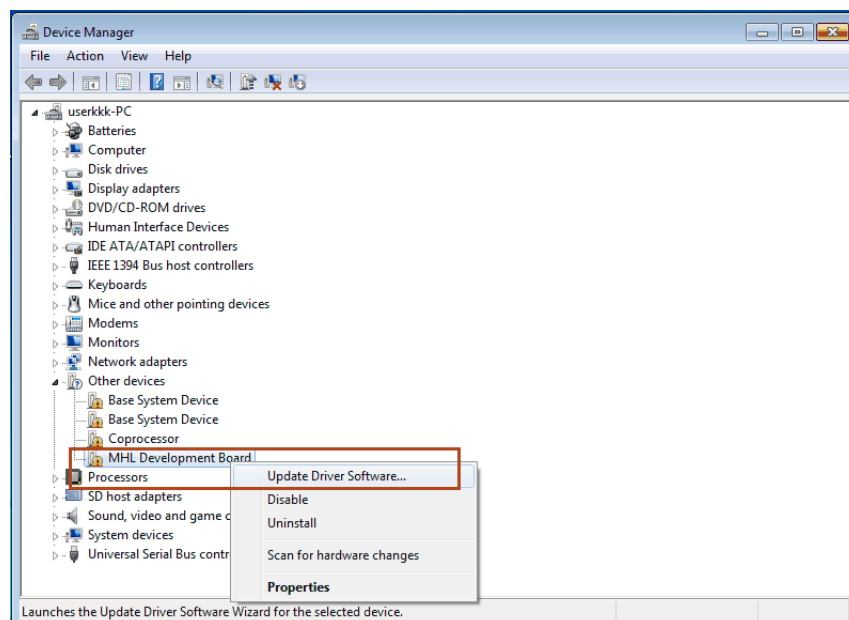 Device Manager
File Action View Help
userkkk-PC
Batteries
Computer
Disk drives
Display adapters
DVD/CD-ROM drives
Human Interface Devices
IDE ATA/ATAPI controllers
IEEE 1394 Bus host controllers
Keyboards
Mice and other pointing devices
Modems
Monitors
Network adapters
Other devices
Base System Device
Base System Device
Coprocessor
MHL Development Board
Processors
SD host adapters
Sound, video and game c
System devices
Universal Serial Bus contr
Update Driver Software...
Disable
Uninstall
Scan for hardware changes
Properties
Launches the Update Driver Software Wizard for the selected device.